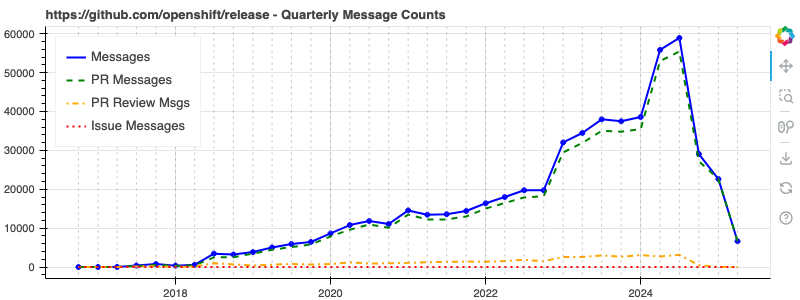 https://github.com/openshift/release - Quarterly Message Counts
60000
50000
40000
30000
20000
10000
0
Messages
PR Messages
PR Review Msgs
Issue Messages
2018
2020
2022
2024